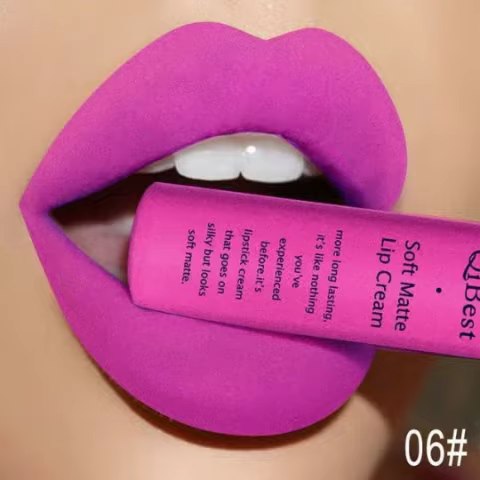 QIBest
Soft Matte
Lip Cream
more long lasting,
it's like nothing
you've
experienced
before.it's
lipstick cream
that goes on
silky but looks
soft matte.
06#